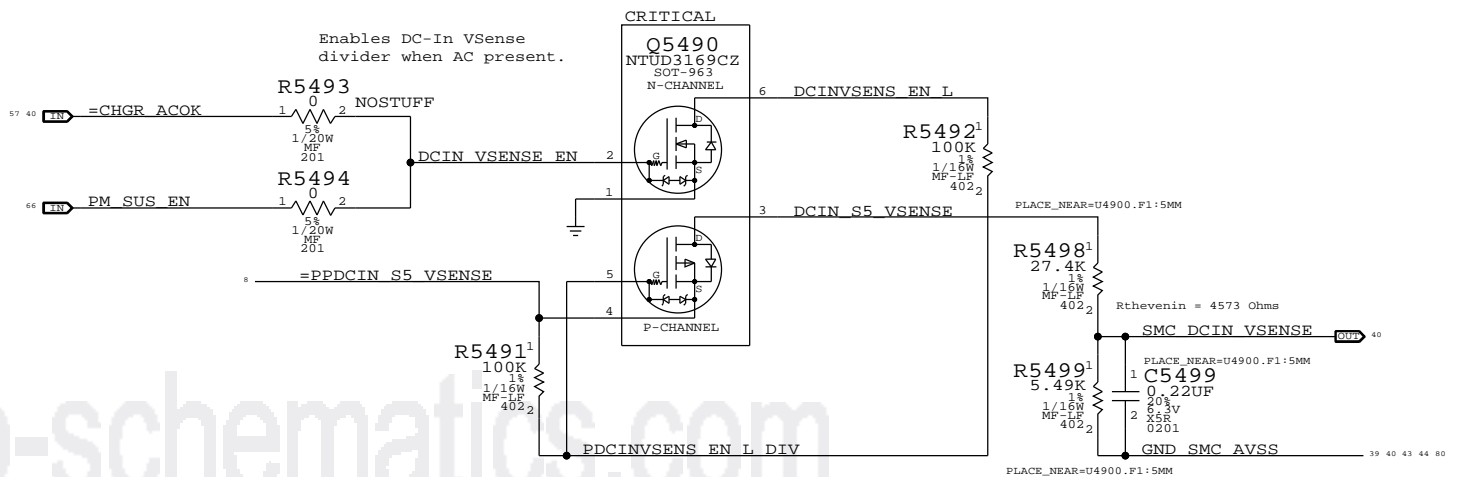 CRITICAL
Enables DC-In VSense
divider when AC present.
Q5490
NTUD3169CZ
SOT-963
N-CHANNEL
R5493
0
57 40 IN =CHGR_ACOK 1 2 NOSTUFF
5%
1/20W
MF
201
6 DCINVSENS_EN_L
D
G
S
DCIN_VSENSE_EN 2
R5492 1
100K
1%
1/16W
MF-LF
402 2
R5494
0
66 IN PM_SUS_EN 1 2
5%
1/20W
MF
201
1
3 DCIN_S5_VSENSE
PLACE_NEAR=U4900.F1:5MM
D
G
S
8 =PPDCIN_S5_VSENSE 5
4
P-CHANNEL
R5498 1
27.4K
1%
1/16W
MF-LF
402 2
Rthevenin = 4573 Ohms
SMC_DCIN_VSENSE OUT 40
R5491 1
100K
1%
1/16W
MF-LF
402 2
PLACE_NEAR=U4900.F1:5MM
R5499 1
5.49K
1%
1/16W
MF-LF
402 2
1 C5499
0.22UF
20%
6.3V
2 X5R
0201
PDCINVSENS_EN_L_DIV
GND_SMC_AVSS 39 40 43 44 80
PLACE_NEAR=U4900.F1:5MM
o-schematics.com